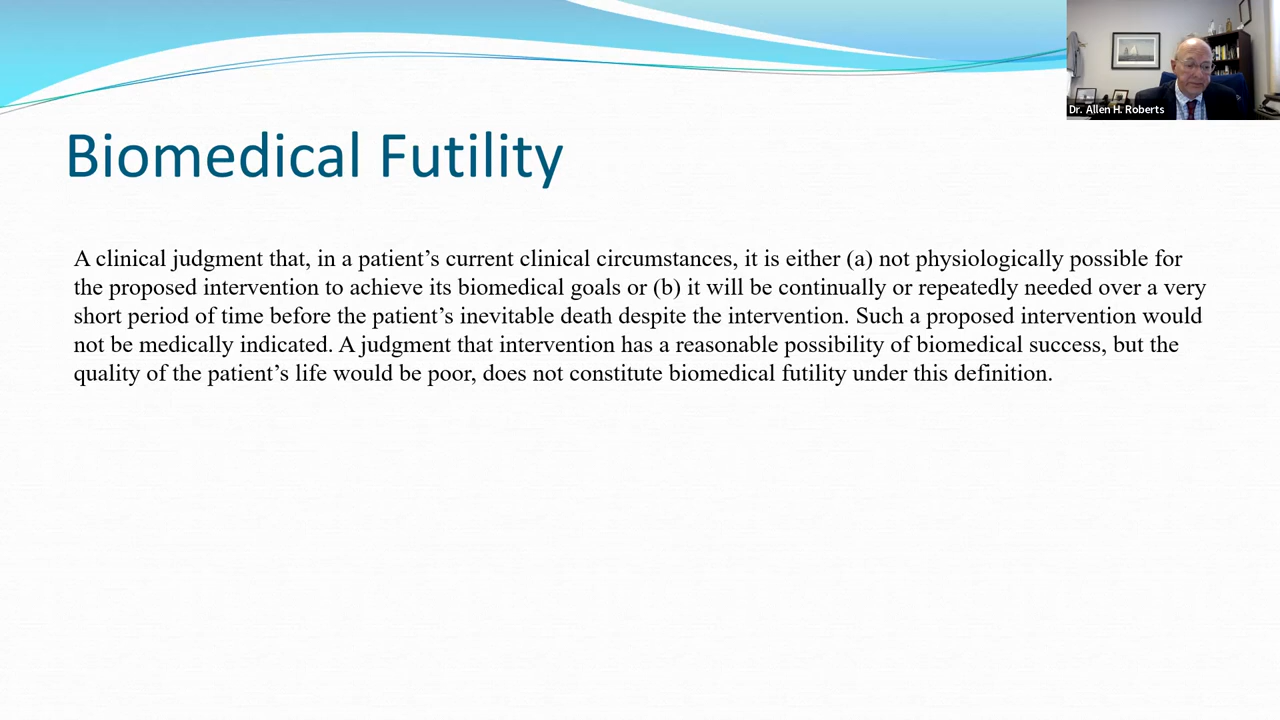 Dr. Allen H. Roberts
Biomedical Futility
A clinical judgment that, in a patient’s current clinical circumstances, it is either (a) not physiologically possible for
the proposed intervention to achieve its biomedical goals or (b) it will be continually or repeatedly needed over a very
short period of time before the patient’s inevitable death despite the intervention. Such a proposed intervention would
not be medically indicated. A judgment that intervention has a reasonable possibility of biomedical success, but the
quality of the patient’s life would be poor, does not constitute biomedical futility under this definition.